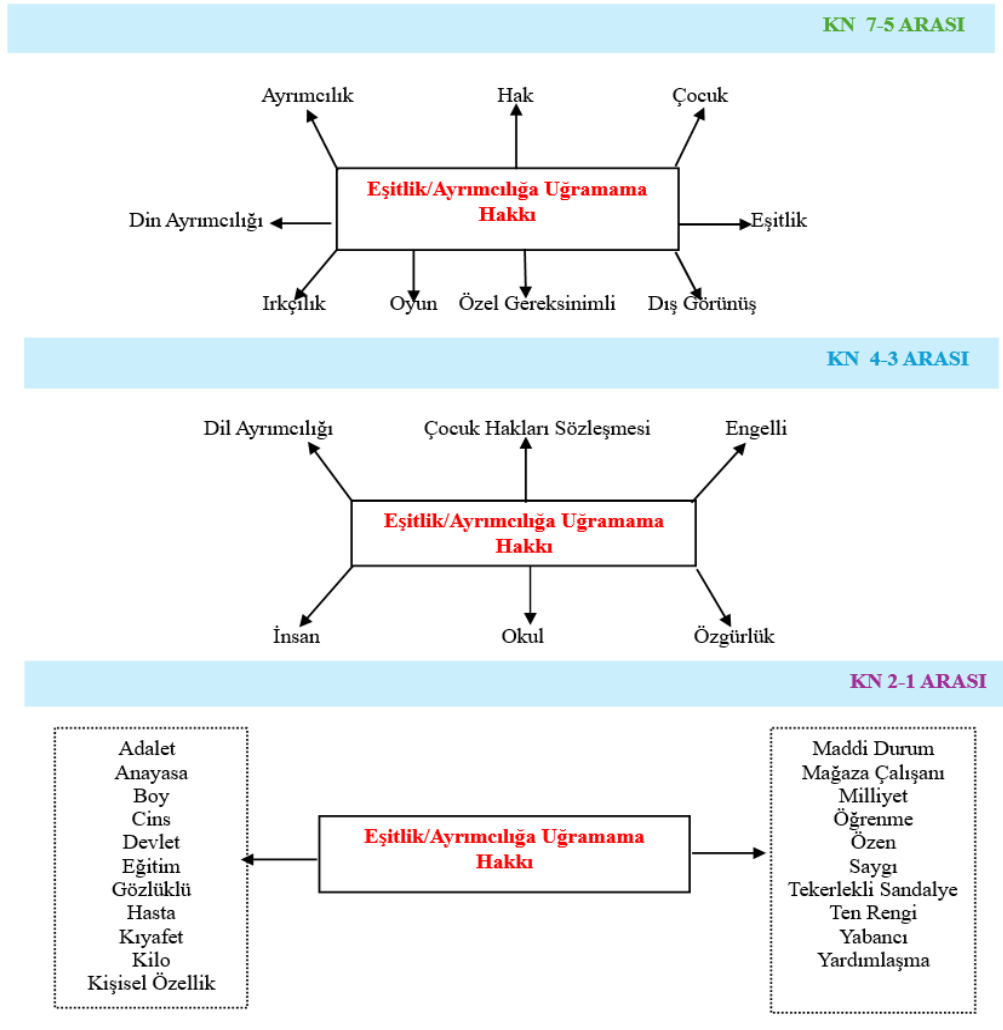 KN 7-5 ARASI
Ayrımcılık
Hak
Çocuk
Eşitlik/Ayrımcılığa Uğramama
Hakkı
Din Ayrımcılığı
Eşitlik
Irkçılık
Oyun
Özel Gereksinimli
Dış Görünüş
KN 4-3 ARASI
Dil Ayrımcılığı
Çocuk Hakları Sözleşmesi
Engelli
Eşitlik/Ayrımcılığa Uğramama
Hakkı
İnsan
Okul
Özgürlük
KN 2-1 ARASI
Adalet
Anayasa
Boy
Cins
Devlet
Eğitim
Gözlüklü
Hasta
Kıyafet
Kilo
Kişisel Özellik
Eşitlik/Ayrımcılığa Uğramama
Hakkı
Maddi Durum
Mağaza Çalışanı
Milliyet
Öğrenme
Özen
Saygı
Tekerlekli Sandalye
Ten Rengi
Yabancı
Yardımlaşma